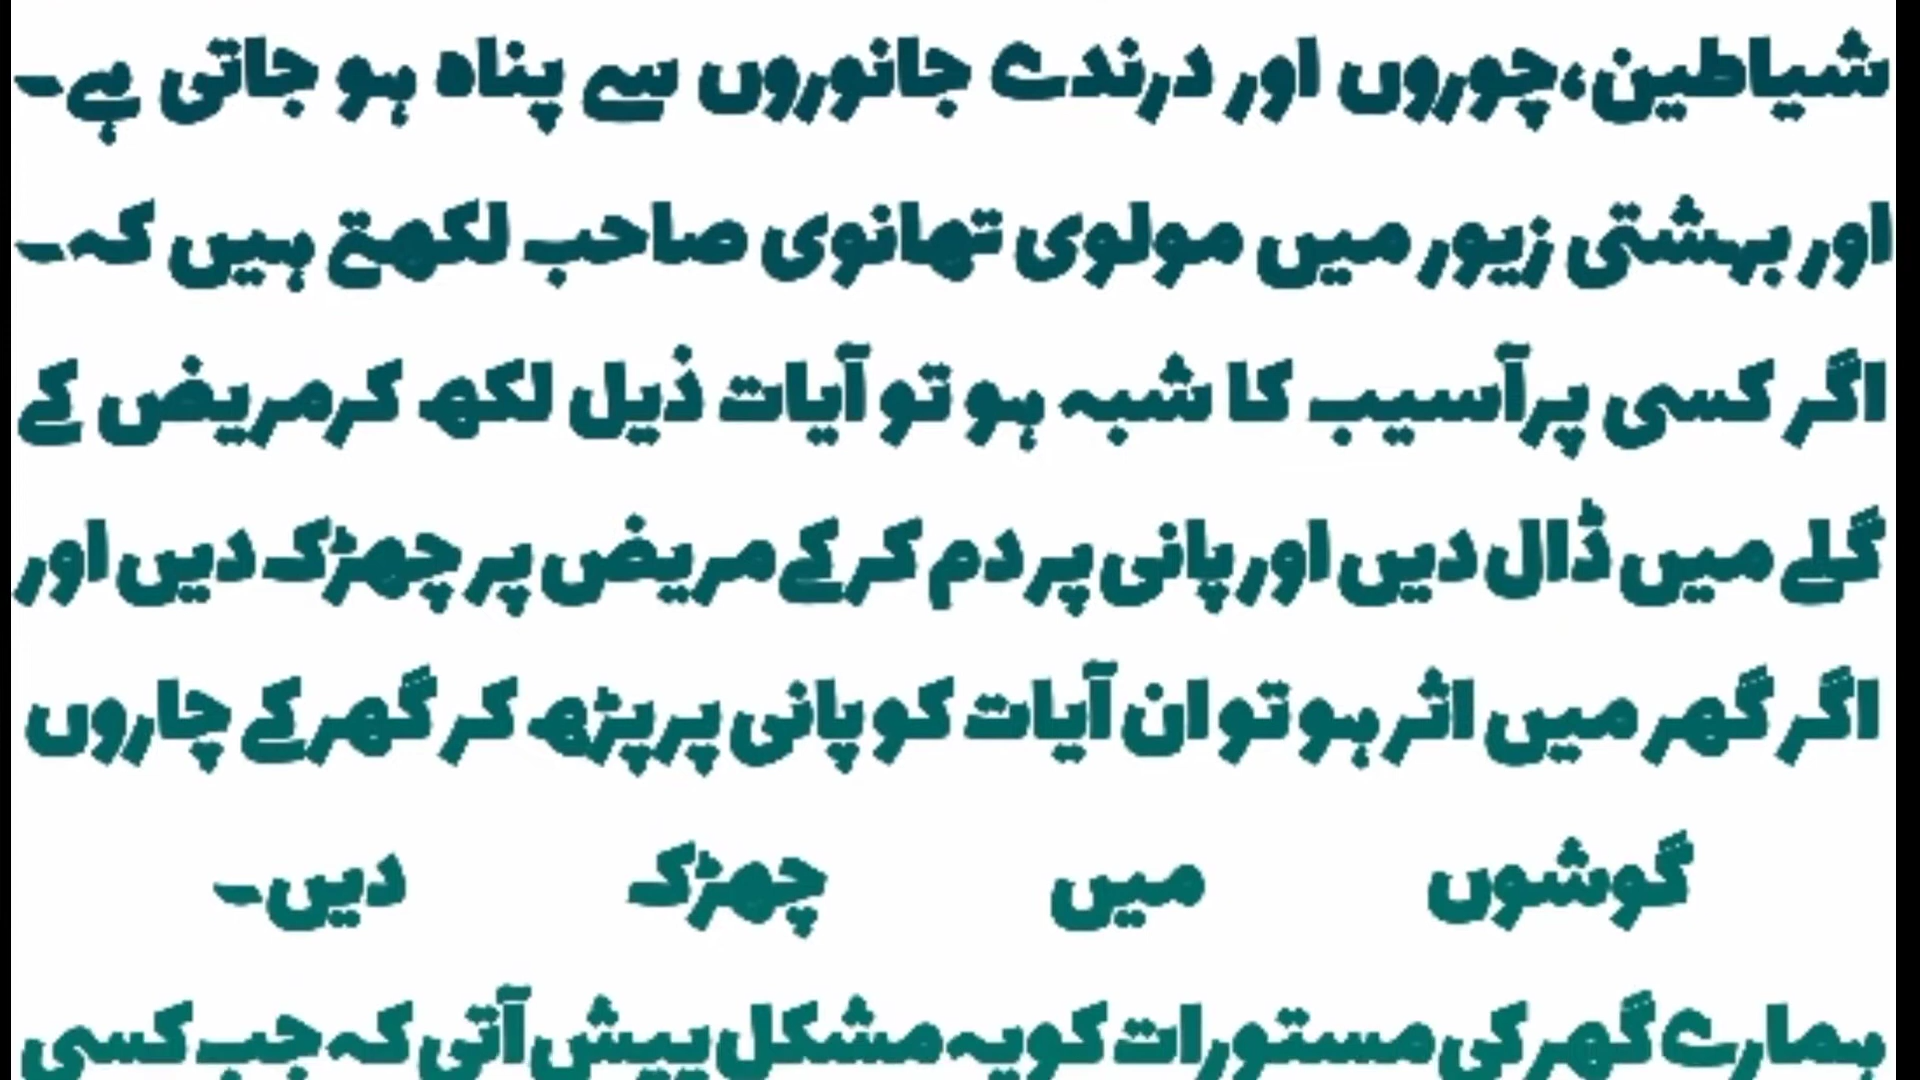 شیاطین،چوروں اور درندے جانوروں سے پناہ ہو جاتی ہے۔
اور بہشتی زیور میں مولوی تھانوی صاحب لکھتے ہیں کہ۔
اگر کسی پرآسیب کا شبہ ہو تو آیات ذیل لکھ کرمریض کے
گلے میں ڈال دیں اور پانی پر دم کر کے مریض پر چھڑک دیں اور
اگر گھر میں اثر ہو تو ان آیات کو پانی پر پڑھ کر گھر کے چاروں
گوشوں میں چھڑک دیں۔
ہمارے گھر کی مستورات کو یہ مشکل پیش آتی کہ جب کسی